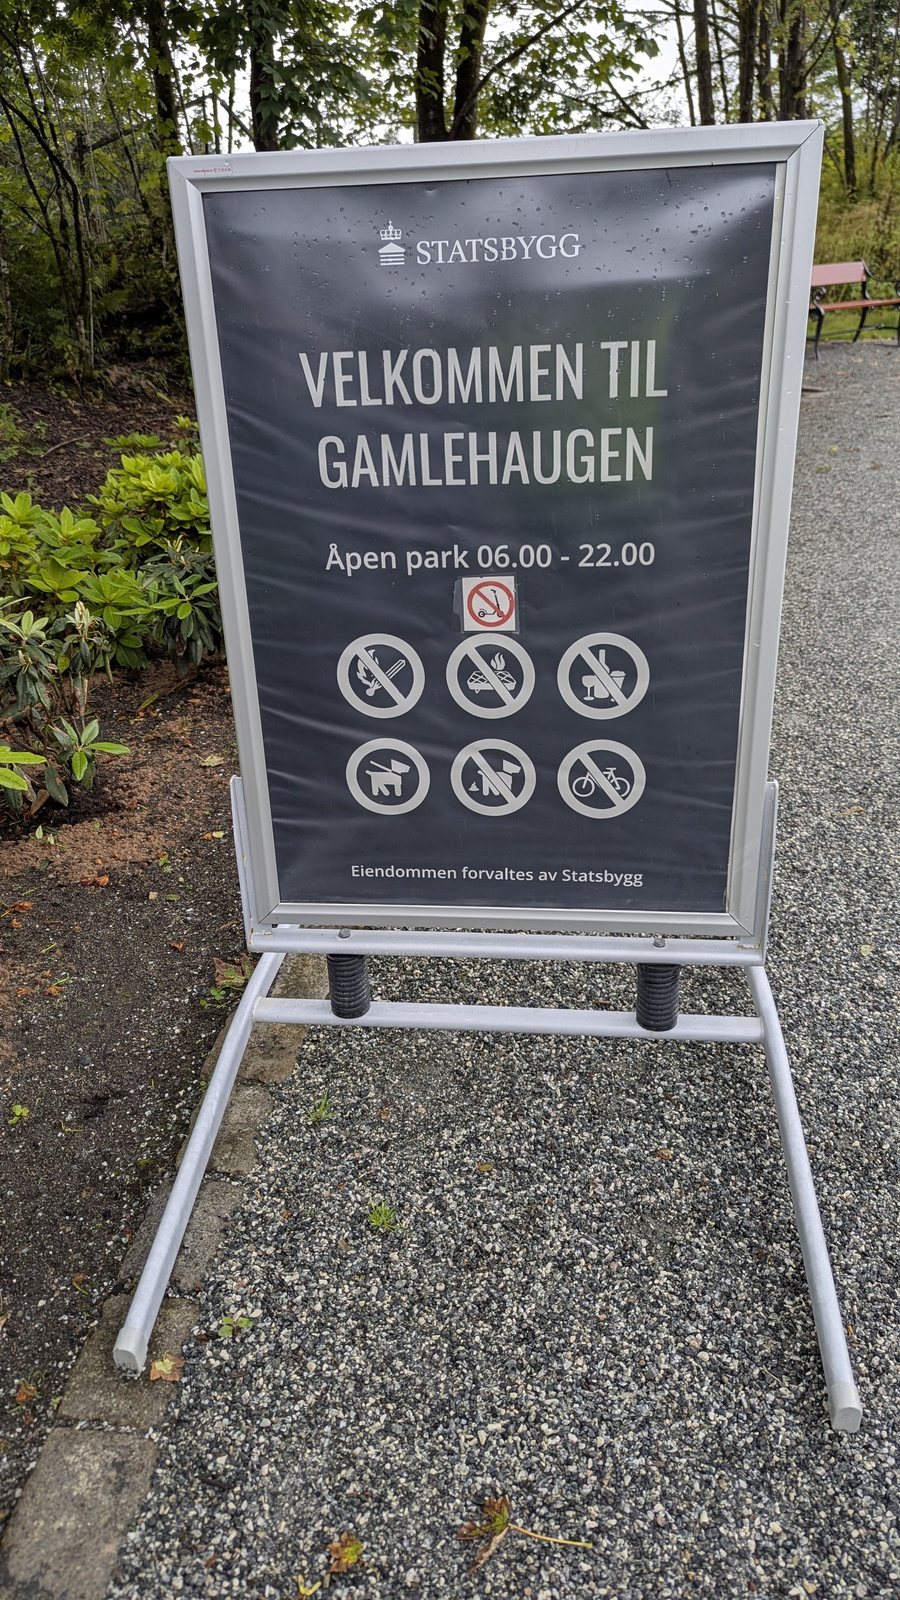 STATSBYGG
VELKOMMEN TIL
GAMLEHAUGEN
Åpen park 06.00 - 22.00
Eiendommen forvaltes av Statsbygg